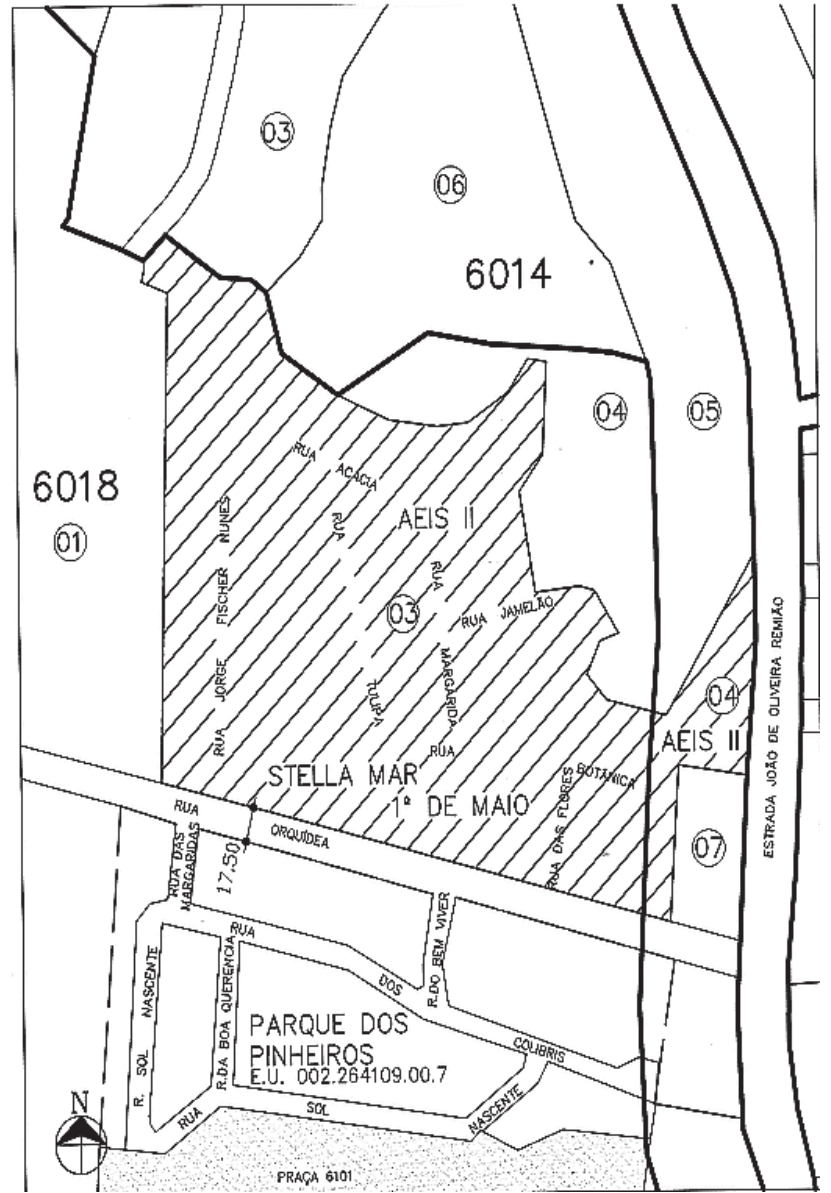 03
06
6014
04
05
6018
01
RUA ACÁCIA
RUA JORGE FISCHER NUNES
RUA TULIPA
AEIS II
RUA MARGARIDA
03
RUA JAMELÃO
04
AEIS II
ESTRADA JOÃO DE OLIVEIRA REMIÃO
STELLA MAR
1º DE MAIO
RUA BOTÂNICA
RUA DAS FLORES
07
RUA ORQUÍDEA
17.50
RUA DAS
MARGARIDAS
RUA DOS COLIBRIS
R.DO BEM VIVER
R. SOL NASCENTE
R.DA BOA QUERENCIA
PARQUE DOS
PINHEIROS
E.U. 002.264109.00.7
RUA SOL NASCENTE
N
PRAÇA 6101